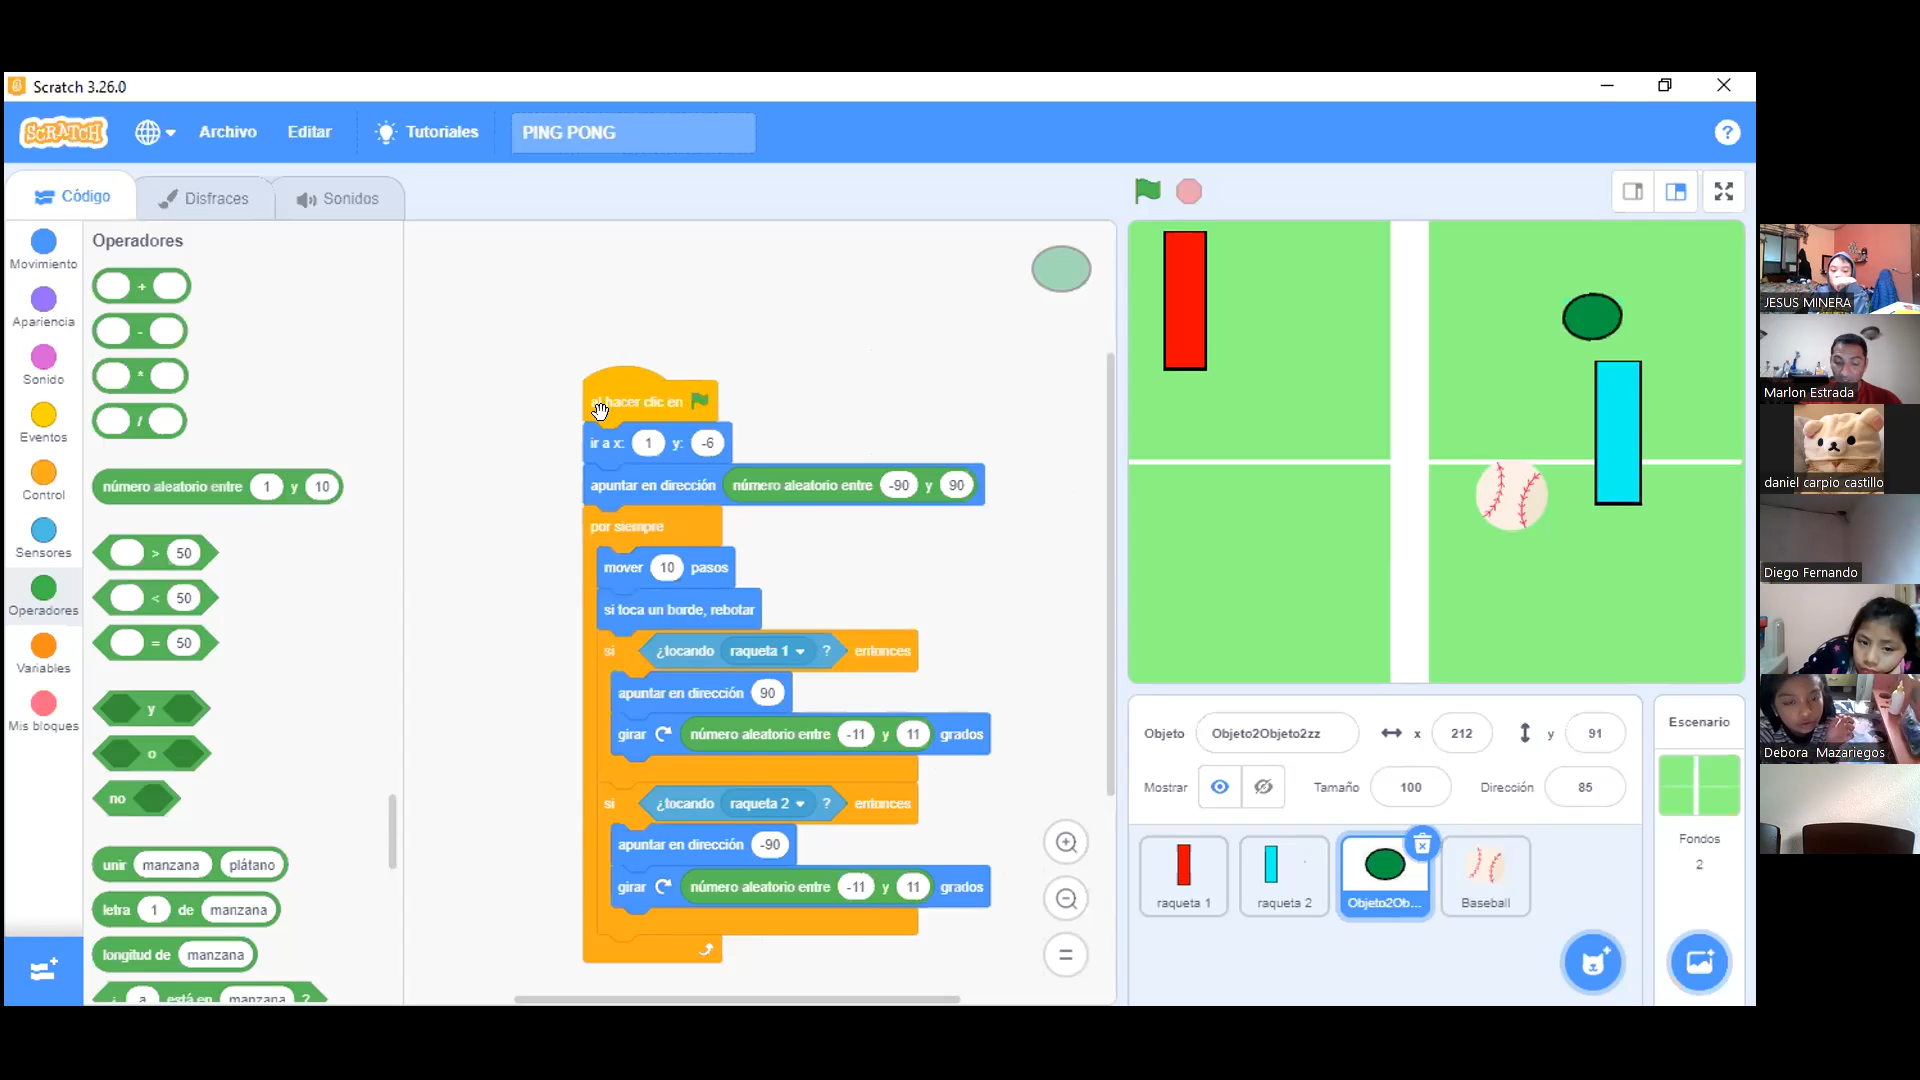 Scratch 3.26.0
SCRATCH
Archivo
Editar
Tutoriales
PING PONG
?
Código
Disfraces
Sonidos
Movimiento
Apariencia
Sonido
Eventos
Control
Sensores
Operadores
Variables
Mis bloques
Operadores
+
-
*
/
número aleatorio entre 1 y 10
> 50
< 50
= 50
y
o
no
unir manzana plátano
letra 1 de manzana
longitud de manzana
¿ a está en manzana ?
al hacer clic en
ir a x: 1 y: -6
apuntar en dirección número aleatorio entre -90 y 90
por siempre
mover 10 pasos
si toca un borde, rebotar
si ¿tocando raqueta 1 ? entonces
apuntar en dirección 90
girar número aleatorio entre -11 y 11 grados
si ¿tocando raqueta 2 ? entonces
apuntar en dirección -90
girar número aleatorio entre -11 y 11 grados
Objeto Objeto2Objeto2zz x 212 y 91
Mostrar Tamaño 100 Dirección 85
raqueta 1
raqueta 2
Objeto2Ob...
Baseball
Escenario
Fondos
2
JESUS MINERA
Marlon Estrada
daniel carpio castillo
Diego Fernando
Debora Mazariegos